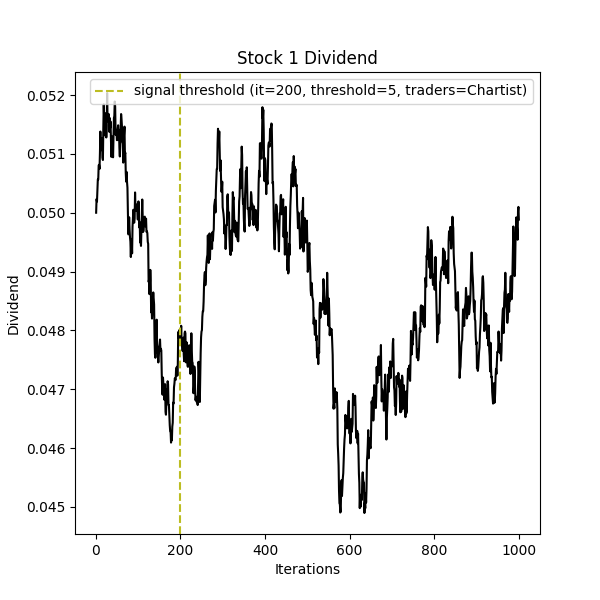 Stock 1 Dividend
signal threshold (it=200, threshold=5, traders=Chartist)
0.052
0.051
0.050
0.049
0.048
0.047
0.046
0.045
Dividend
0 200 400 600 800 1000
Iterations